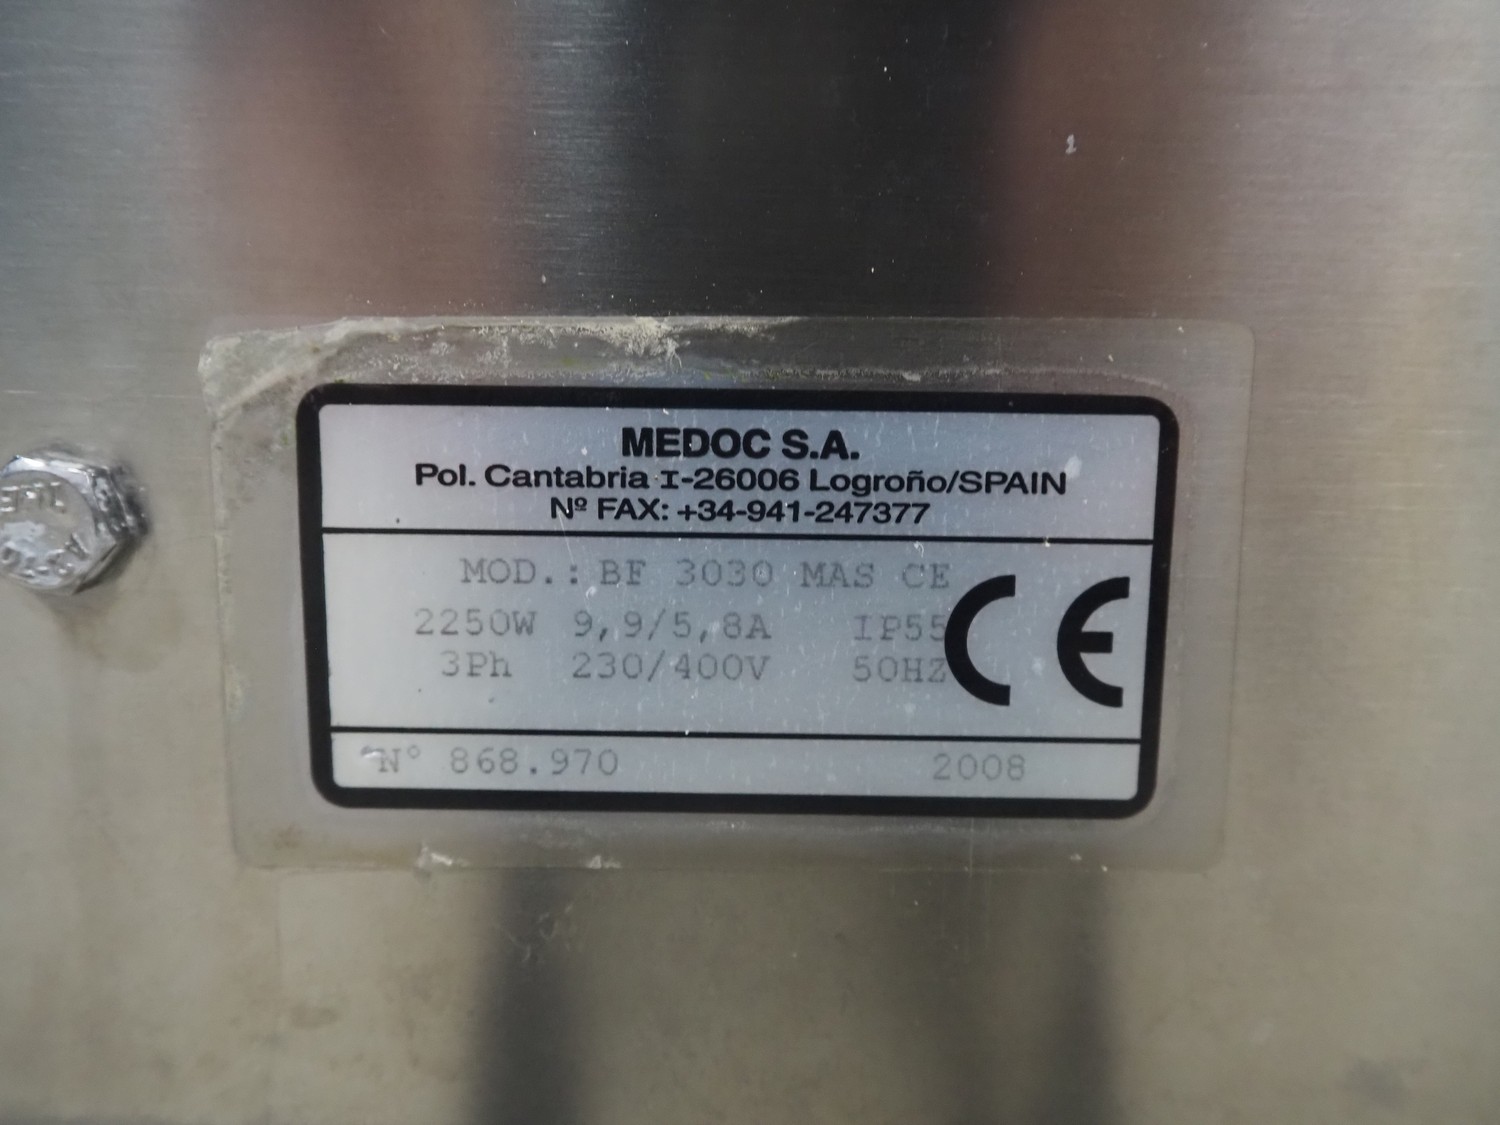 MEDOC S.A.
Pol. Cantabria I-26006 Logroño/SPAIN
Nº FAX: +34-941-247377
MOD.: BF 3030 MAS CE
2250W 9,9/5,8A IP55
3Ph 230/400V 50HZ
CE
N° 868.970 2008